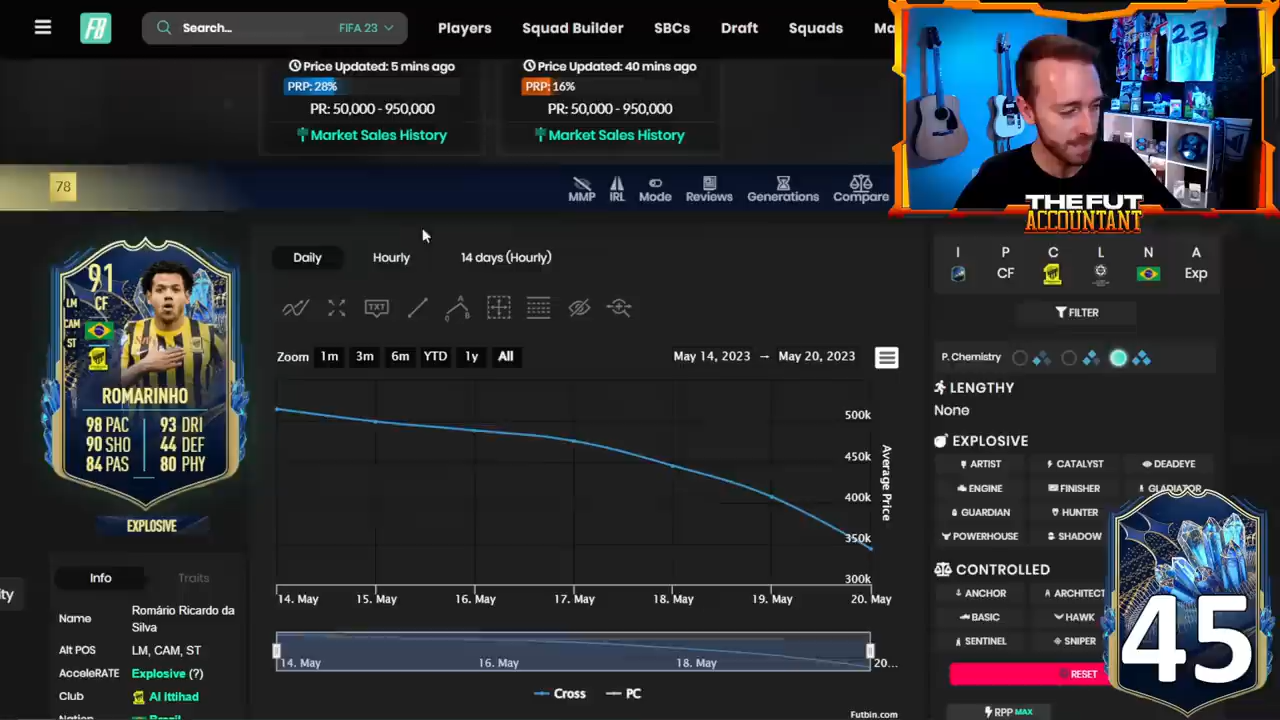 Search...
FIFA 23
Players
Squad Builder
SBCs
Draft
Squads
Price Updated: 5 mins ago
Price Updated: 40 mins ago
PRP: 28%
PRP: 16%
PR: 50,000 - 950,000
PR: 50,000 - 950,000
Market Sales History
Market Sales History
23
THE FUT
ACCOUNTANT
78
MMP
IRL
Mode
Reviews
Generations
Compare
91
CF
LM
CAM
ST
ROMARINHO
98 PAC
93 DRI
90 SHO
44 DEF
84 PAS
80 PHY
EXPLOSIVE
Daily
Hourly
14 days (Hourly)
TXT
Zoom
1m
3m
6m
YTD
1y
All
May 14, 2023 → May 20, 2023
500k
450k
400k
350k
300k
Average Price
14. May
15. May
16. May
17. May
18. May
19. May
20. May
14. May
16. May
18. May
20...
Cross
PC
Futbin.com
Info
Traits
Name
Romário Ricardo da
Silva
Alt POS
LM, CAM, ST
AcceleRATE
Explosive (?)
Club
Al Ittihad
Nation
Brazil
I
P
C
L
N
A
CF
Exp
FILTER
P. Chemistry
LENGTHY
None
EXPLOSIVE
ARTIST
CATALYST
DEADEYE
ENGINE
FINISHER
GLADIATOR
GUARDIAN
HUNTER
POWERHOUSE
SHADOW
CONTROLLED
ANCHOR
ARCHITECT
BASIC
HAWK
SENTINEL
SNIPER
RESET
RPP MAX
45